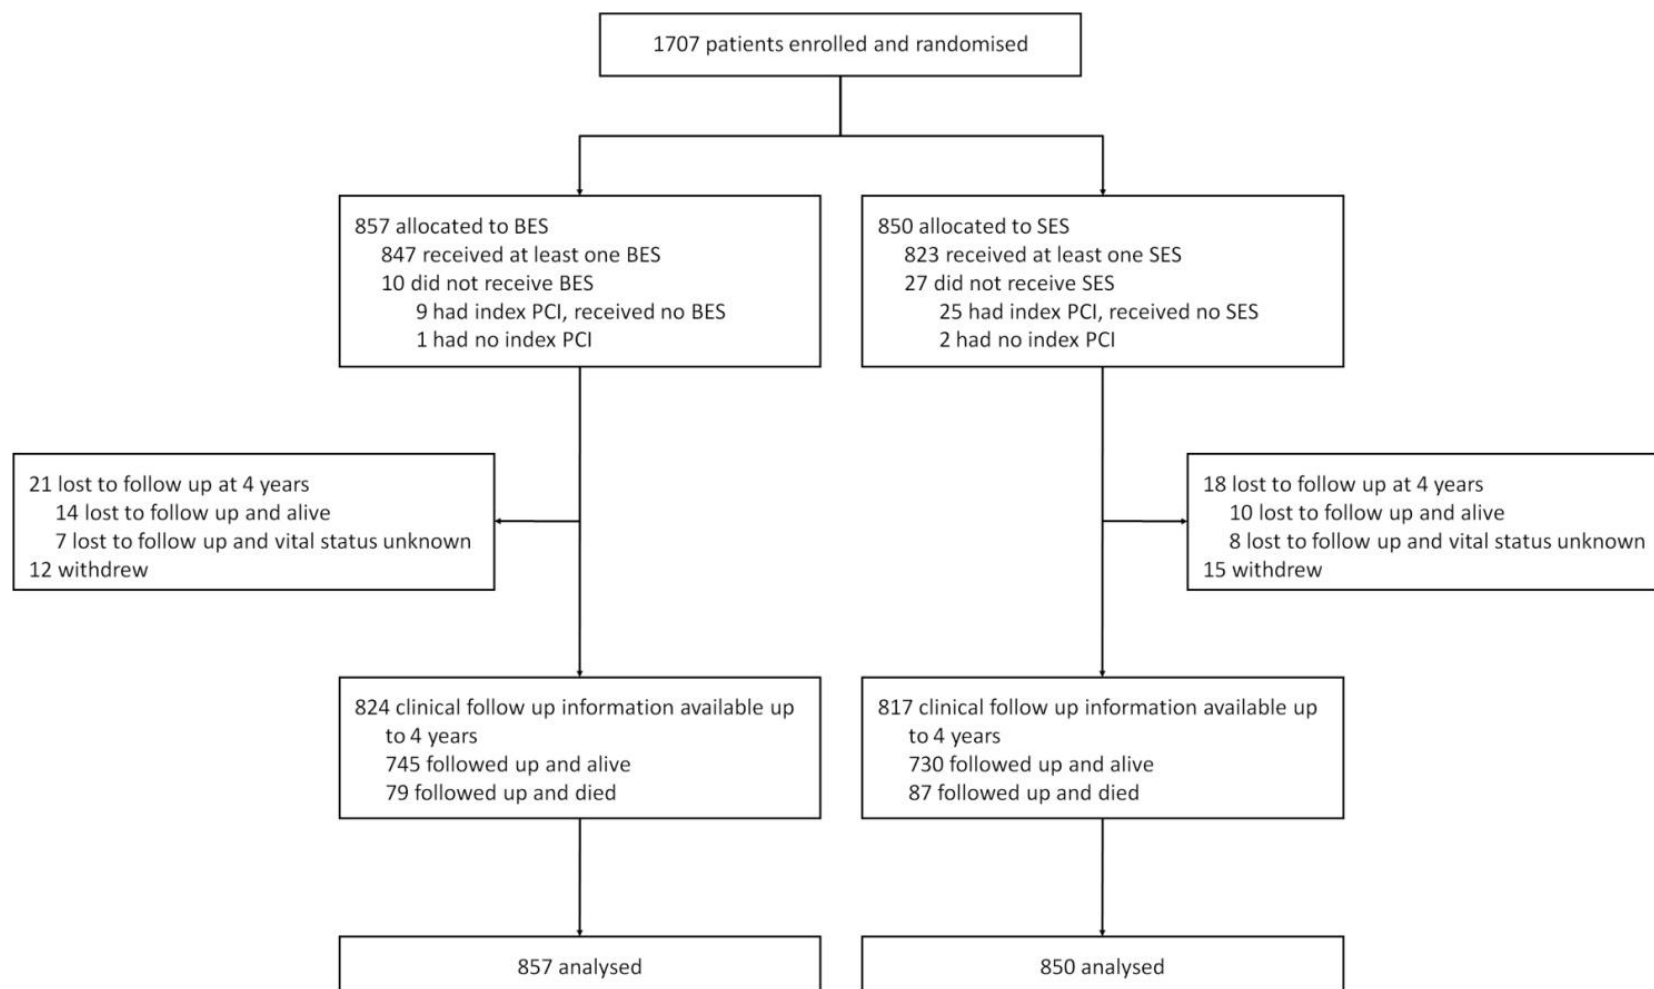 1707 patients enrolled and randomised
857 allocated to BES
847 received at least one BES
10 did not receive BES
9 had index PCI, received no BES
1 had no index PCI
850 allocated to SES
823 received at least one SES
27 did not receive SES
25 had index PCI, received no SES
2 had no index PCI
21 lost to follow up at 4 years
14 lost to follow up and alive
7 lost to follow up and vital status unknown
12 withdrew
18 lost to follow up at 4 years
10 lost to follow up and alive
8 lost to follow up and vital status unknown
15 withdrew
824 clinical follow up information available up
to 4 years
745 followed up and alive
79 followed up and died
817 clinical follow up information available up
to 4 years
730 followed up and alive
87 followed up and died
857 analysed
850 analysed